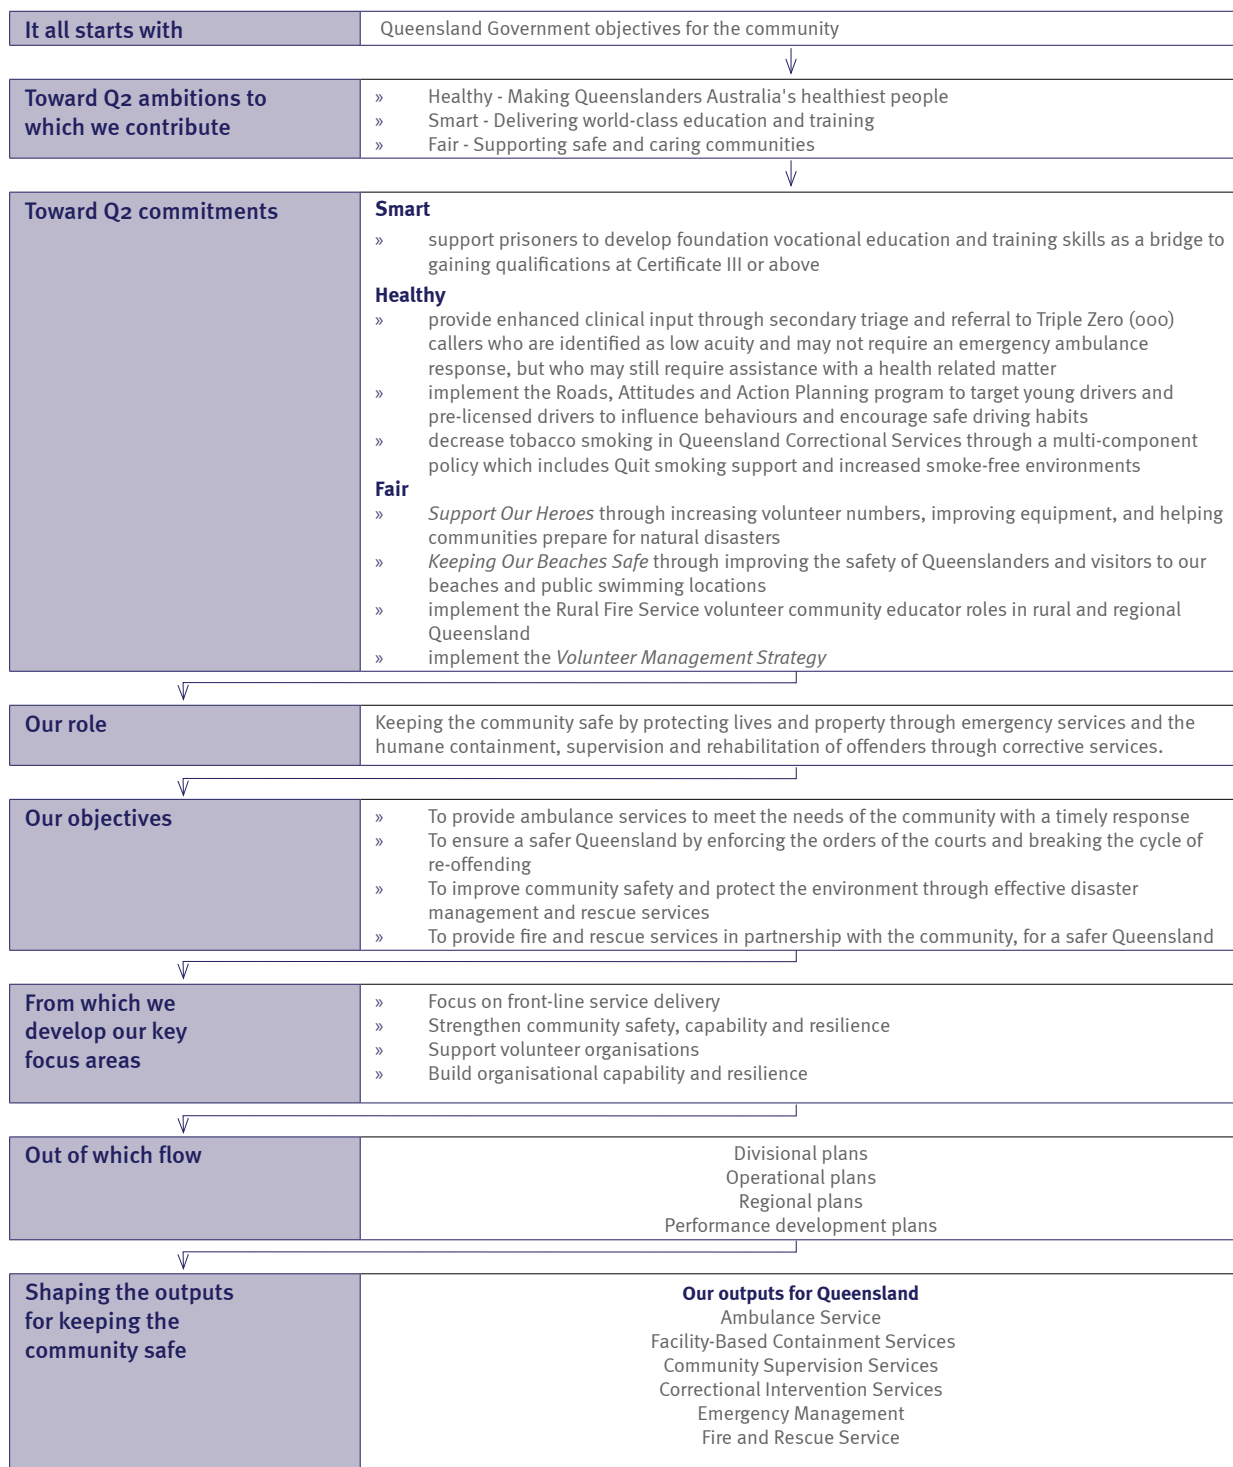 It all starts with
Queensland Government objectives for the community
Toward Q2 ambitions to
which we contribute
» Healthy - Making Queenslanders Australia's healthiest people
» Smart - Delivering world-class education and training
» Fair - Supporting safe and caring communities
Toward Q2 commitments
Smart
» support prisoners to develop foundation vocational education and training skills as a bridge to
gaining qualifications at Certificate III or above
Healthy
» provide enhanced clinical input through secondary triage and referral to Triple Zero (000)
callers who are identified as low acuity and may not require an emergency ambulance
response, but who may still require assistance with a health related matter
» implement the Roads, Attitudes and Action Planning program to target young drivers and
pre-licensed drivers to influence behaviours and encourage safe driving habits
» decrease tobacco smoking in Queensland Correctional Services through a multi-component
policy which includes Quit smoking support and increased smoke-free environments
Fair
» Support Our Heroes through increasing volunteer numbers, improving equipment, and helping
communities prepare for natural disasters
» Keeping Our Beaches Safe through improving the safety of Queenslanders and visitors to our
beaches and public swimming locations
» implement the Rural Fire Service volunteer community educator roles in rural and regional
Queensland
» implement the Volunteer Management Strategy
Our role
Keeping the community safe by protecting lives and property through emergency services and the
humane containment, supervision and rehabilitation of offenders through corrective services.
Our objectives
» To provide ambulance services to meet the needs of the community with a timely response
» To ensure a safer Queensland by enforcing the orders of the courts and breaking the cycle of
re-offending
» To improve community safety and protect the environment through effective disaster
management and rescue services
» To provide fire and rescue services in partnership with the community, for a safer Queensland
From which we
develop our key
focus areas
» Focus on front-line service delivery
» Strengthen community safety, capability and resilience
» Support volunteer organisations
» Build organisational capability and resilience
Out of which flow
Divisional plans
Operational plans
Regional plans
Performance development plans
Shaping the outputs
for keeping the
community safe
Our outputs for Queensland
Ambulance Service
Facility-Based Containment Services
Community Supervision Services
Correctional Intervention Services
Emergency Management
Fire and Rescue Service